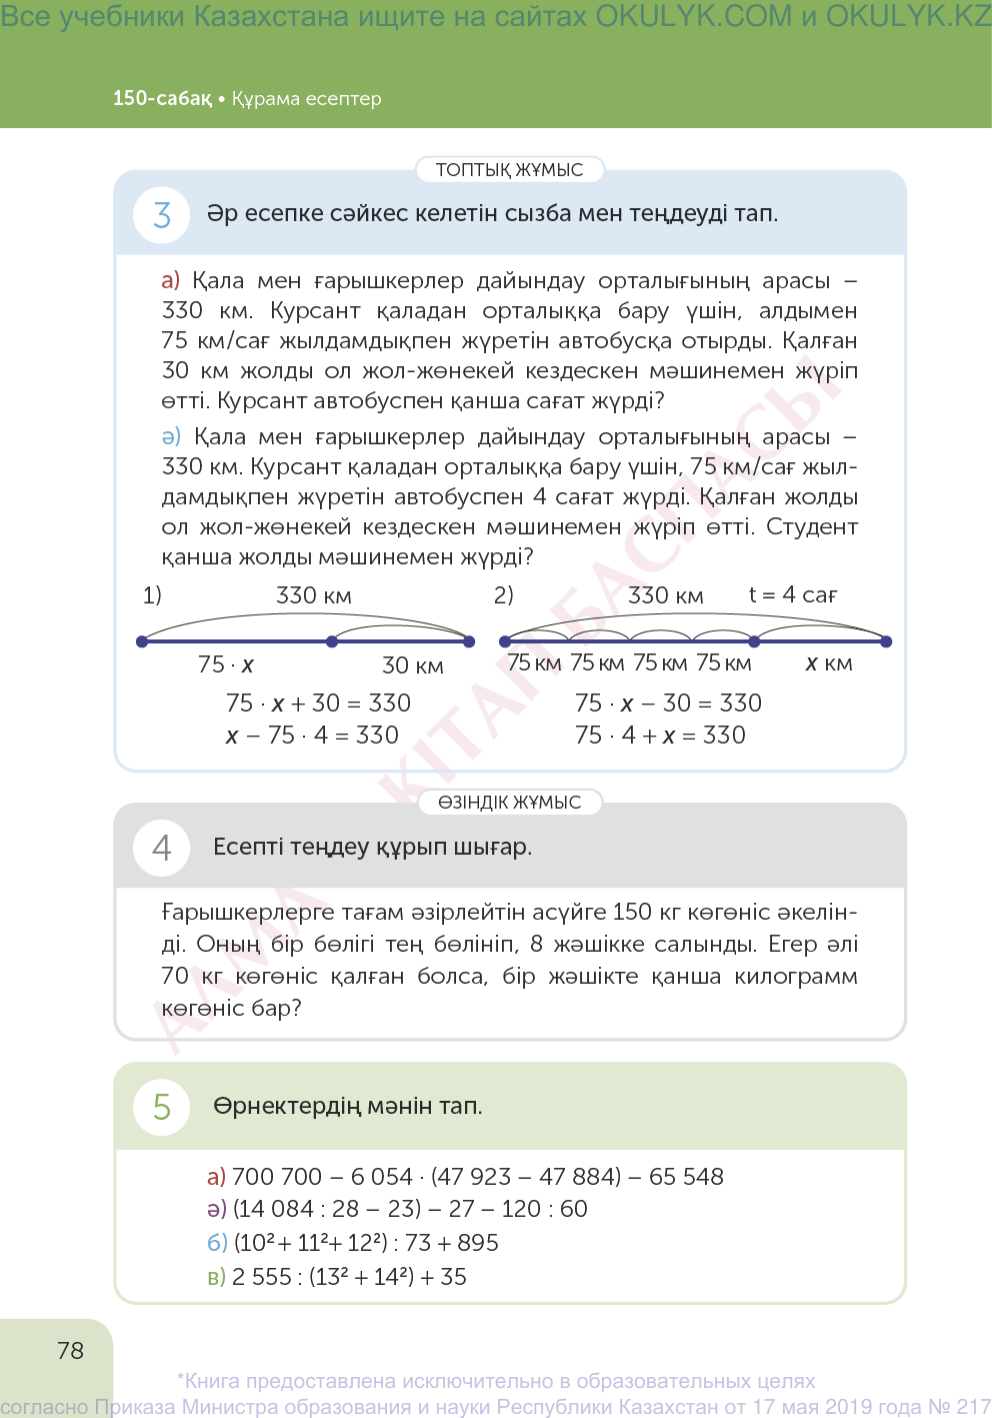 Все учебники Казахстана ищите на сайтах OKULYK.COM и OKULYK.KZ
150-сабақ • Құрама есептер
ТОПТЫҚ ЖҰМЫС
3 Әр есепке сәйкес келетін сызба мен теңдеуді тап.
а) Қала мен ғарышкерлер дайындау орталығының арасы –
330 км. Курсант қаладан орталыққа бару үшін, алдымен
75 км/сағ жылдамдықпен жүретін автобусқа отырды. Қалған
30 км жолды ол жол-жөнекей кездескен мәшинемен жүріп
өтті. Курсант автобуспен қанша сағат жүрді?
ә) Қала мен ғарышкерлер дайындау орталығының арасы –
330 км. Курсант қаладан орталыққа бару үшін, 75 км/сағ жыл-
дамдықпен жүретін автобуспен 4 сағат жүрді. Қалған жолды
ол жол-жөнекей кездескен мәшинемен жүріп өтті. Студент
қанша жолды мәшинемен жүрді?
1) 330 км 2) 330 км t = 4 сағ
75 · x 30 км 75 км 75 км 75 км 75 км x км
75 · x + 30 = 330 75 · x – 30 = 330
x – 75 · 4 = 330 75 · 4 + x = 330
ӨЗІНДІК ЖҰМЫС
4 Есепті теңдеу құрып шығар.
Ғарышкерлерге тағам әзірлейтін асүйге 150 кг көгөніс әкелін-
ді. Оның бір бөлігі тең бөлініп, 8 жәшікке салынды. Егер әлі
70 кг көгөніс қалған болса, бір жәшікте қанша килограмм
көгөніс бар?
5 Өрнектердің мәнін тап.
а) 700 700 – 6 054 · (47 923 – 47 884) – 65 548
ә) (14 084 : 28 – 23) – 27 – 120 : 60
б) (10² + 11² + 12²) : 73 + 895
в) 2 555 : (13² + 14²) + 35
АЛМАТЫКІТАП БАСПАСЫ
78
*Книга предоставлена исключительно в образовательных целях
согласно Приказа Министра образования и науки Республики Казахстан от 17 мая 2019 года № 217